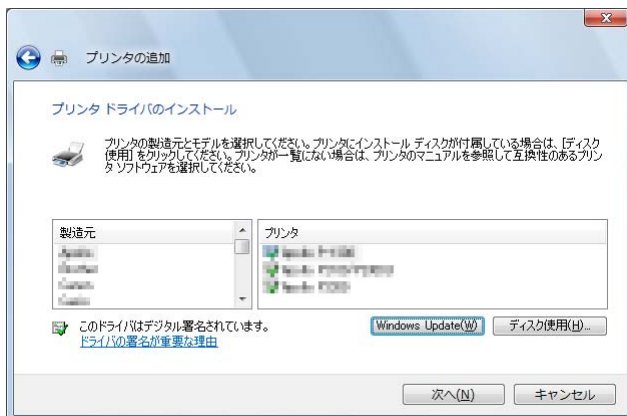 プリンタの追加
プリンタ ドライバのインストール
プリンタの製造元とモデルを選択してください。プリンタにインストール ディスクが付属している場合は、[ディスク
使用] をクリックしてください。プリンタが一覧にない場合は、プリンタのマニュアルを参照して互換性のあるプリン
タ ソフトウェアを選択してください。
製造元
プリンタ
このドライバはデジタル署名されています。
ドライバの署名が重要な理由
Windows Update(W)
ディスク使用(H)...
次へ(N)
キャンセル